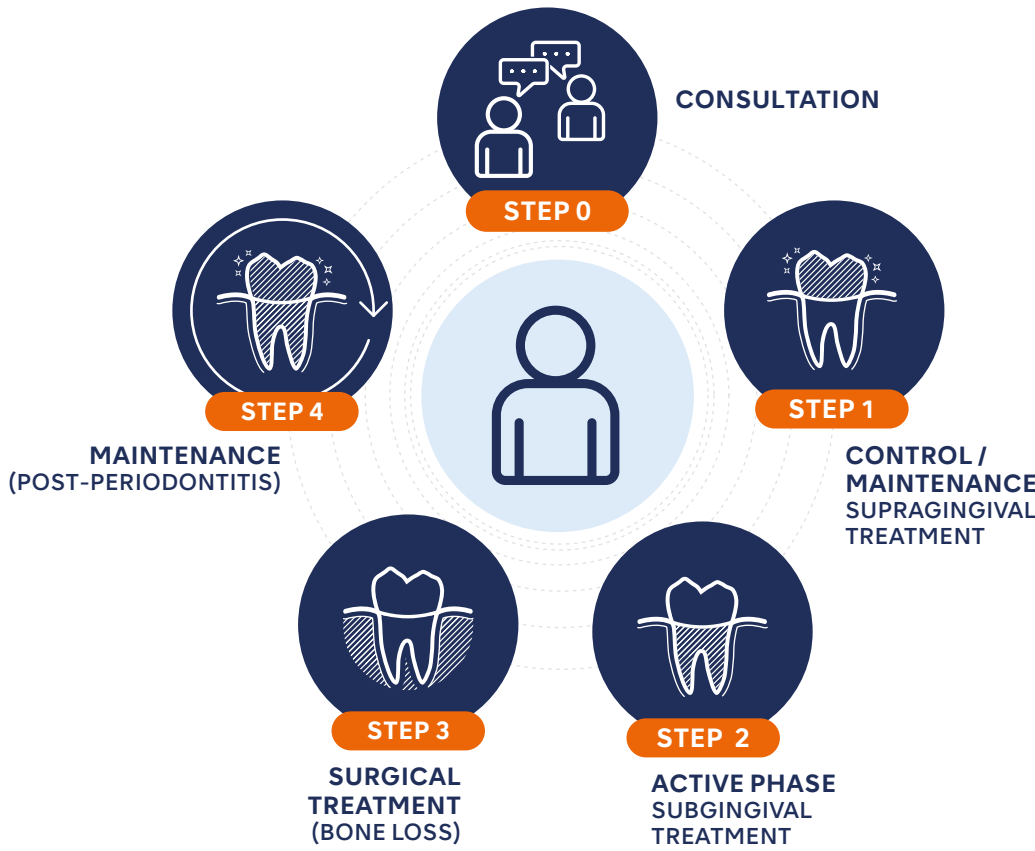 CONSULTATION
STEP 0
STEP 1
CONTROL /
MAINTENANCE
SUPRAGINGIVAL
TREATMENT
STEP 2
ACTIVE PHASE
SUBGINGIVAL
TREATMENT
STEP 3
SURGICAL
TREATMENT
(BONE LOSS)
STEP 4
MAINTENANCE
(POST-PERIODONTITIS)